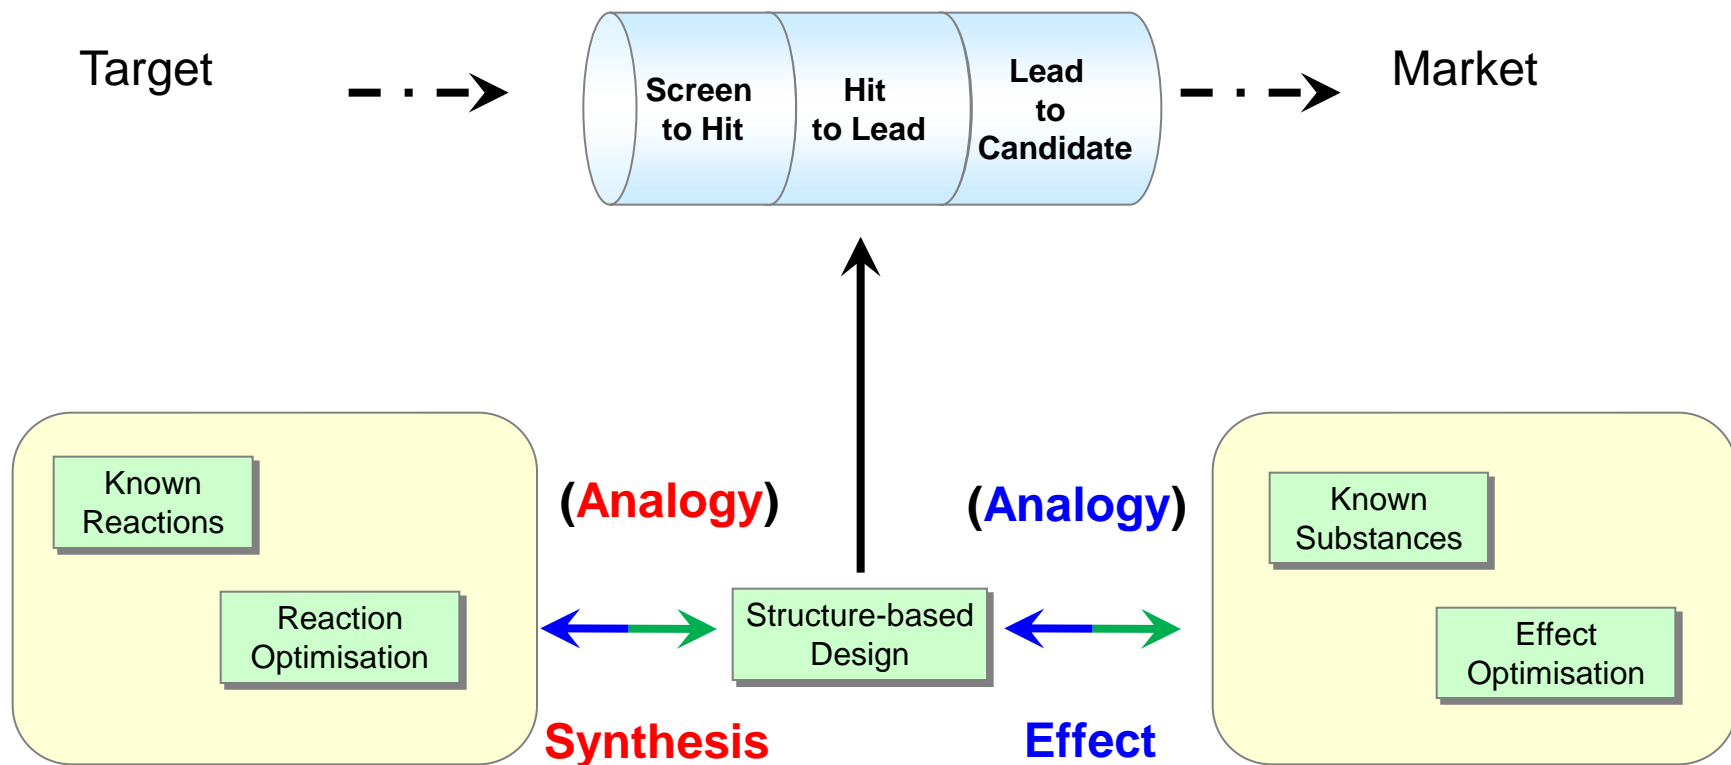 Target
Screen
to Hit
Hit
to Lead
Lead
to
Candidate
Market
Known
Reactions
Reaction
Optimisation
(Analogy)
(Analogy)
Structure-based
Design
Synthesis
Effect
Known
Substances
Effect
Optimisation